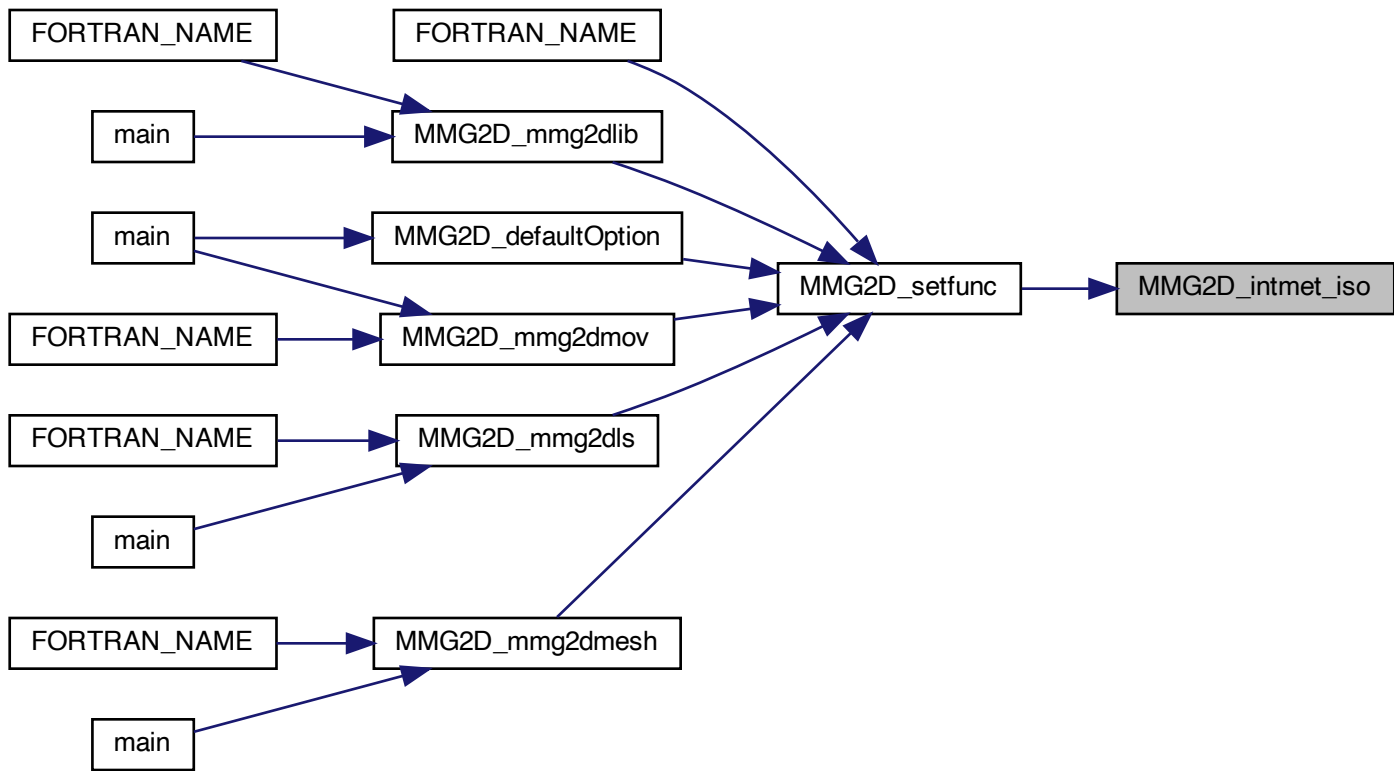 FORTRAN_NAME
FORTRAN_NAME
main
MMG2D_mmg2dlib
main
MMG2D_defaultOption
MMG2D_setfunc
MMG2D_intmet_iso
FORTRAN_NAME
MMG2D_mmg2dmov
FORTRAN_NAME
MMG2D_mmg2dls
main
FORTRAN_NAME
MMG2D_mmg2dmesh
main